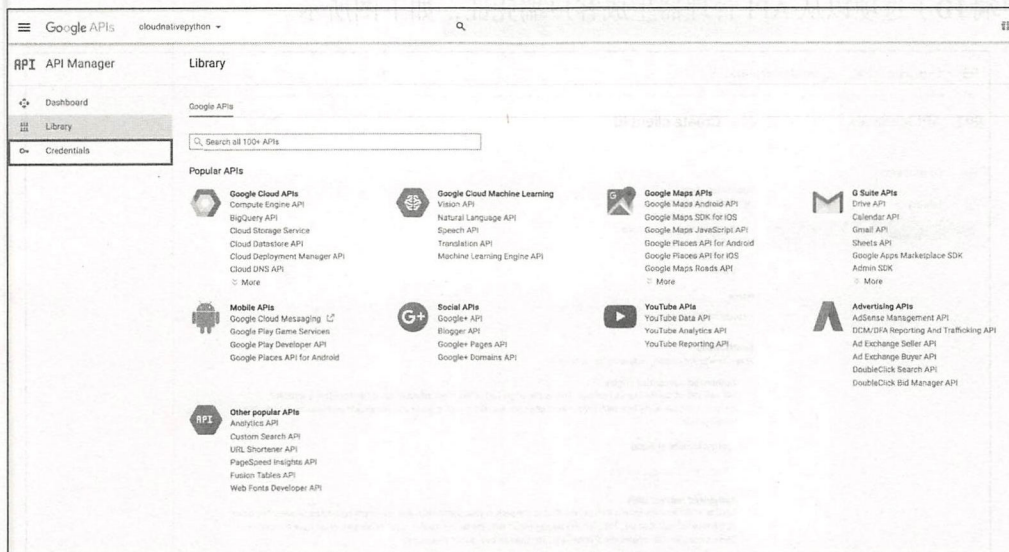 Google APIs cloudnativepython
API API Manager Library
Dashboard
Library
Credentials
Google APIs
Search all 100+ APIs
Popular APIs
Google Cloud APIs
Compute Engine API
BigQuery API
Cloud Storage Service
Cloud Datastore API
Cloud Deployment Manager API
Cloud DNS API
More
Google Cloud Machine Learning
Vision API
Natural Language API
Speech API
Translation API
Machine Learning Engine API
Google Maps APIs
Google Maps Android API
Google Maps SDK for iOS
Google Maps JavaScript API
Google Places API for Android
Google Places API for iOS
Google Maps Roads API
More
G Suite APIs
Drive API
Calendar API
Gmail API
Sheets API
Google Apps Marketplace SDK
Admin SDK
More
Mobile APIs
Google Cloud Messaging
Google Play Game Services
Google Play Developer API
Google Places API for Android
G+
Social APIs
Google+ API
Blogger API
Google+ Pages API
Google+ Domains API
YouTube APIs
YouTube Data API
YouTube Analytics API
YouTube Reporting API
Advertising APIs
AdSense Management API
DCM/DFA Reporting And Trafficking API
Ad Exchange Seller API
Ad Exchange Buyer API
DoubleClick Search API
DoubleClick Bid Manager API
API
Other popular APIs
Analytics API
Custom Search API
URL Shortener API
PageSpeed Insights API
Fusion Tables API
Web Fonts Developer API